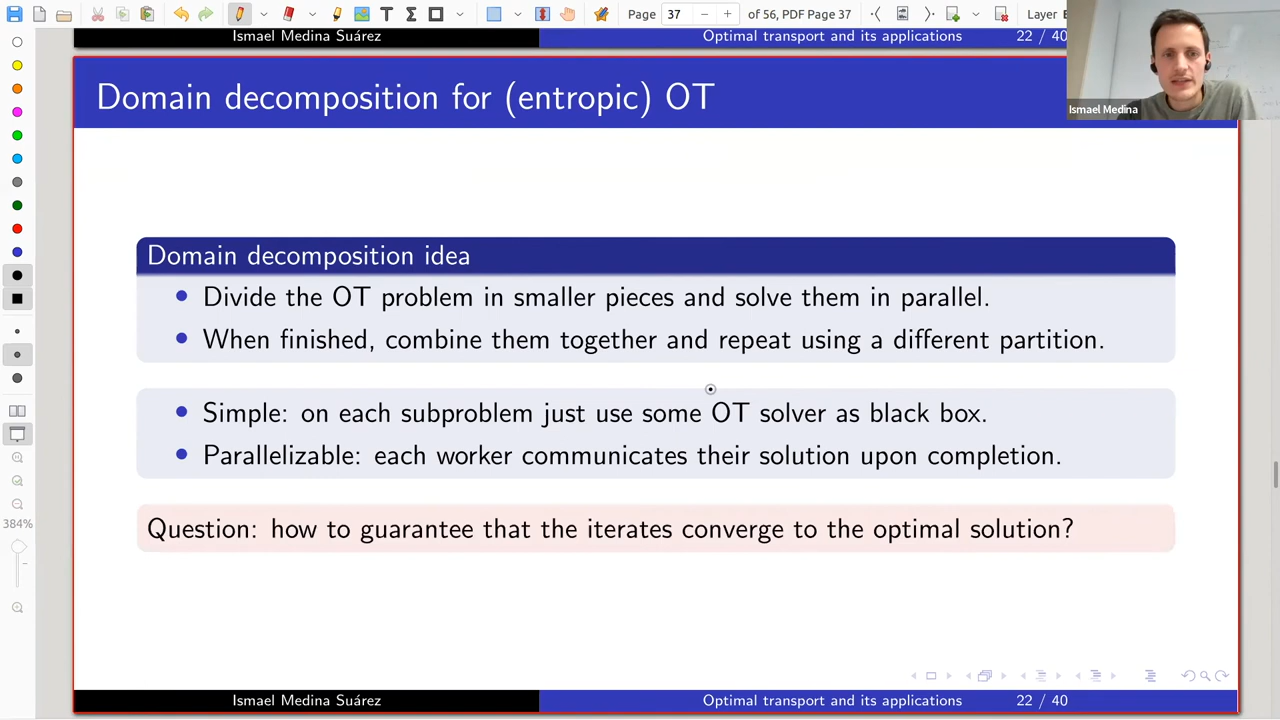 Page 37 of 56, PDF Page 37 Layer
Ismael Medina Suárez Optimal transport and its applications 22 / 40
Ismael Medina
Domain decomposition for (entropic) OT
Domain decomposition idea
• Divide the OT problem in smaller pieces and solve them in parallel.
• When finished, combine them together and repeat using a different partition.
• Simple: on each subproblem just use some OT solver as black box.
• Parallelizable: each worker communicates their solution upon completion.
Question: how to guarantee that the iterates converge to the optimal solution?
384%
Ismael Medina Suárez Optimal transport and its applications 22 / 40